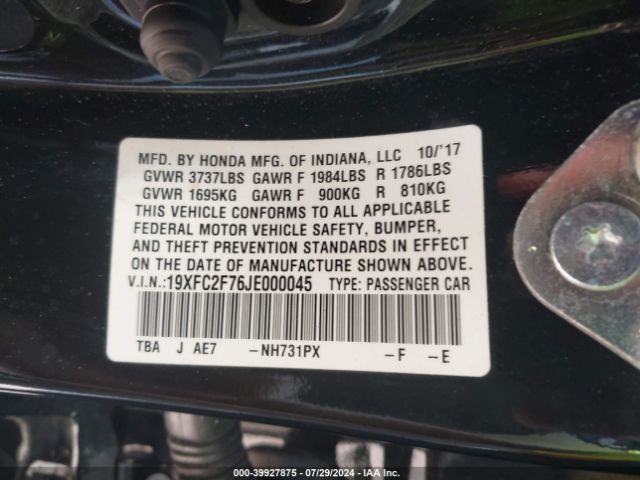 MFD. BY HONDA MFG. OF INDIANA, LLC 10/'17
GVWR 3737LBS GAWR F 1984LBS R 1786LBS
GVWR 1695KG GAWR F 900KG R 810KG
THIS VEHICLE CONFORMS TO ALL APPLICABLE
FEDERAL MOTOR VEHICLE SAFETY, BUMPER,
AND THEFT PREVENTION STANDARDS IN EFFECT
ON THE DATE OF MANUFACTURE SHOWN ABOVE.
V.I.N.:19XFC2F76JE000045 TYPE: PASSENGER CAR
TBA J AE7 -NH731PX -F -E
000-39927875 - 07/29/2024 - IAA Inc.